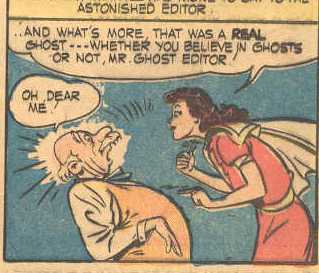 ASTONISHED EDITOR.
..AND WHAT'S MORE, THAT WAS A REAL
GHOST---WHETHER YOU BELIEVE IN GHOSTS
OR NOT, MR. GHOST EDITOR!
OH, DEAR
ME!